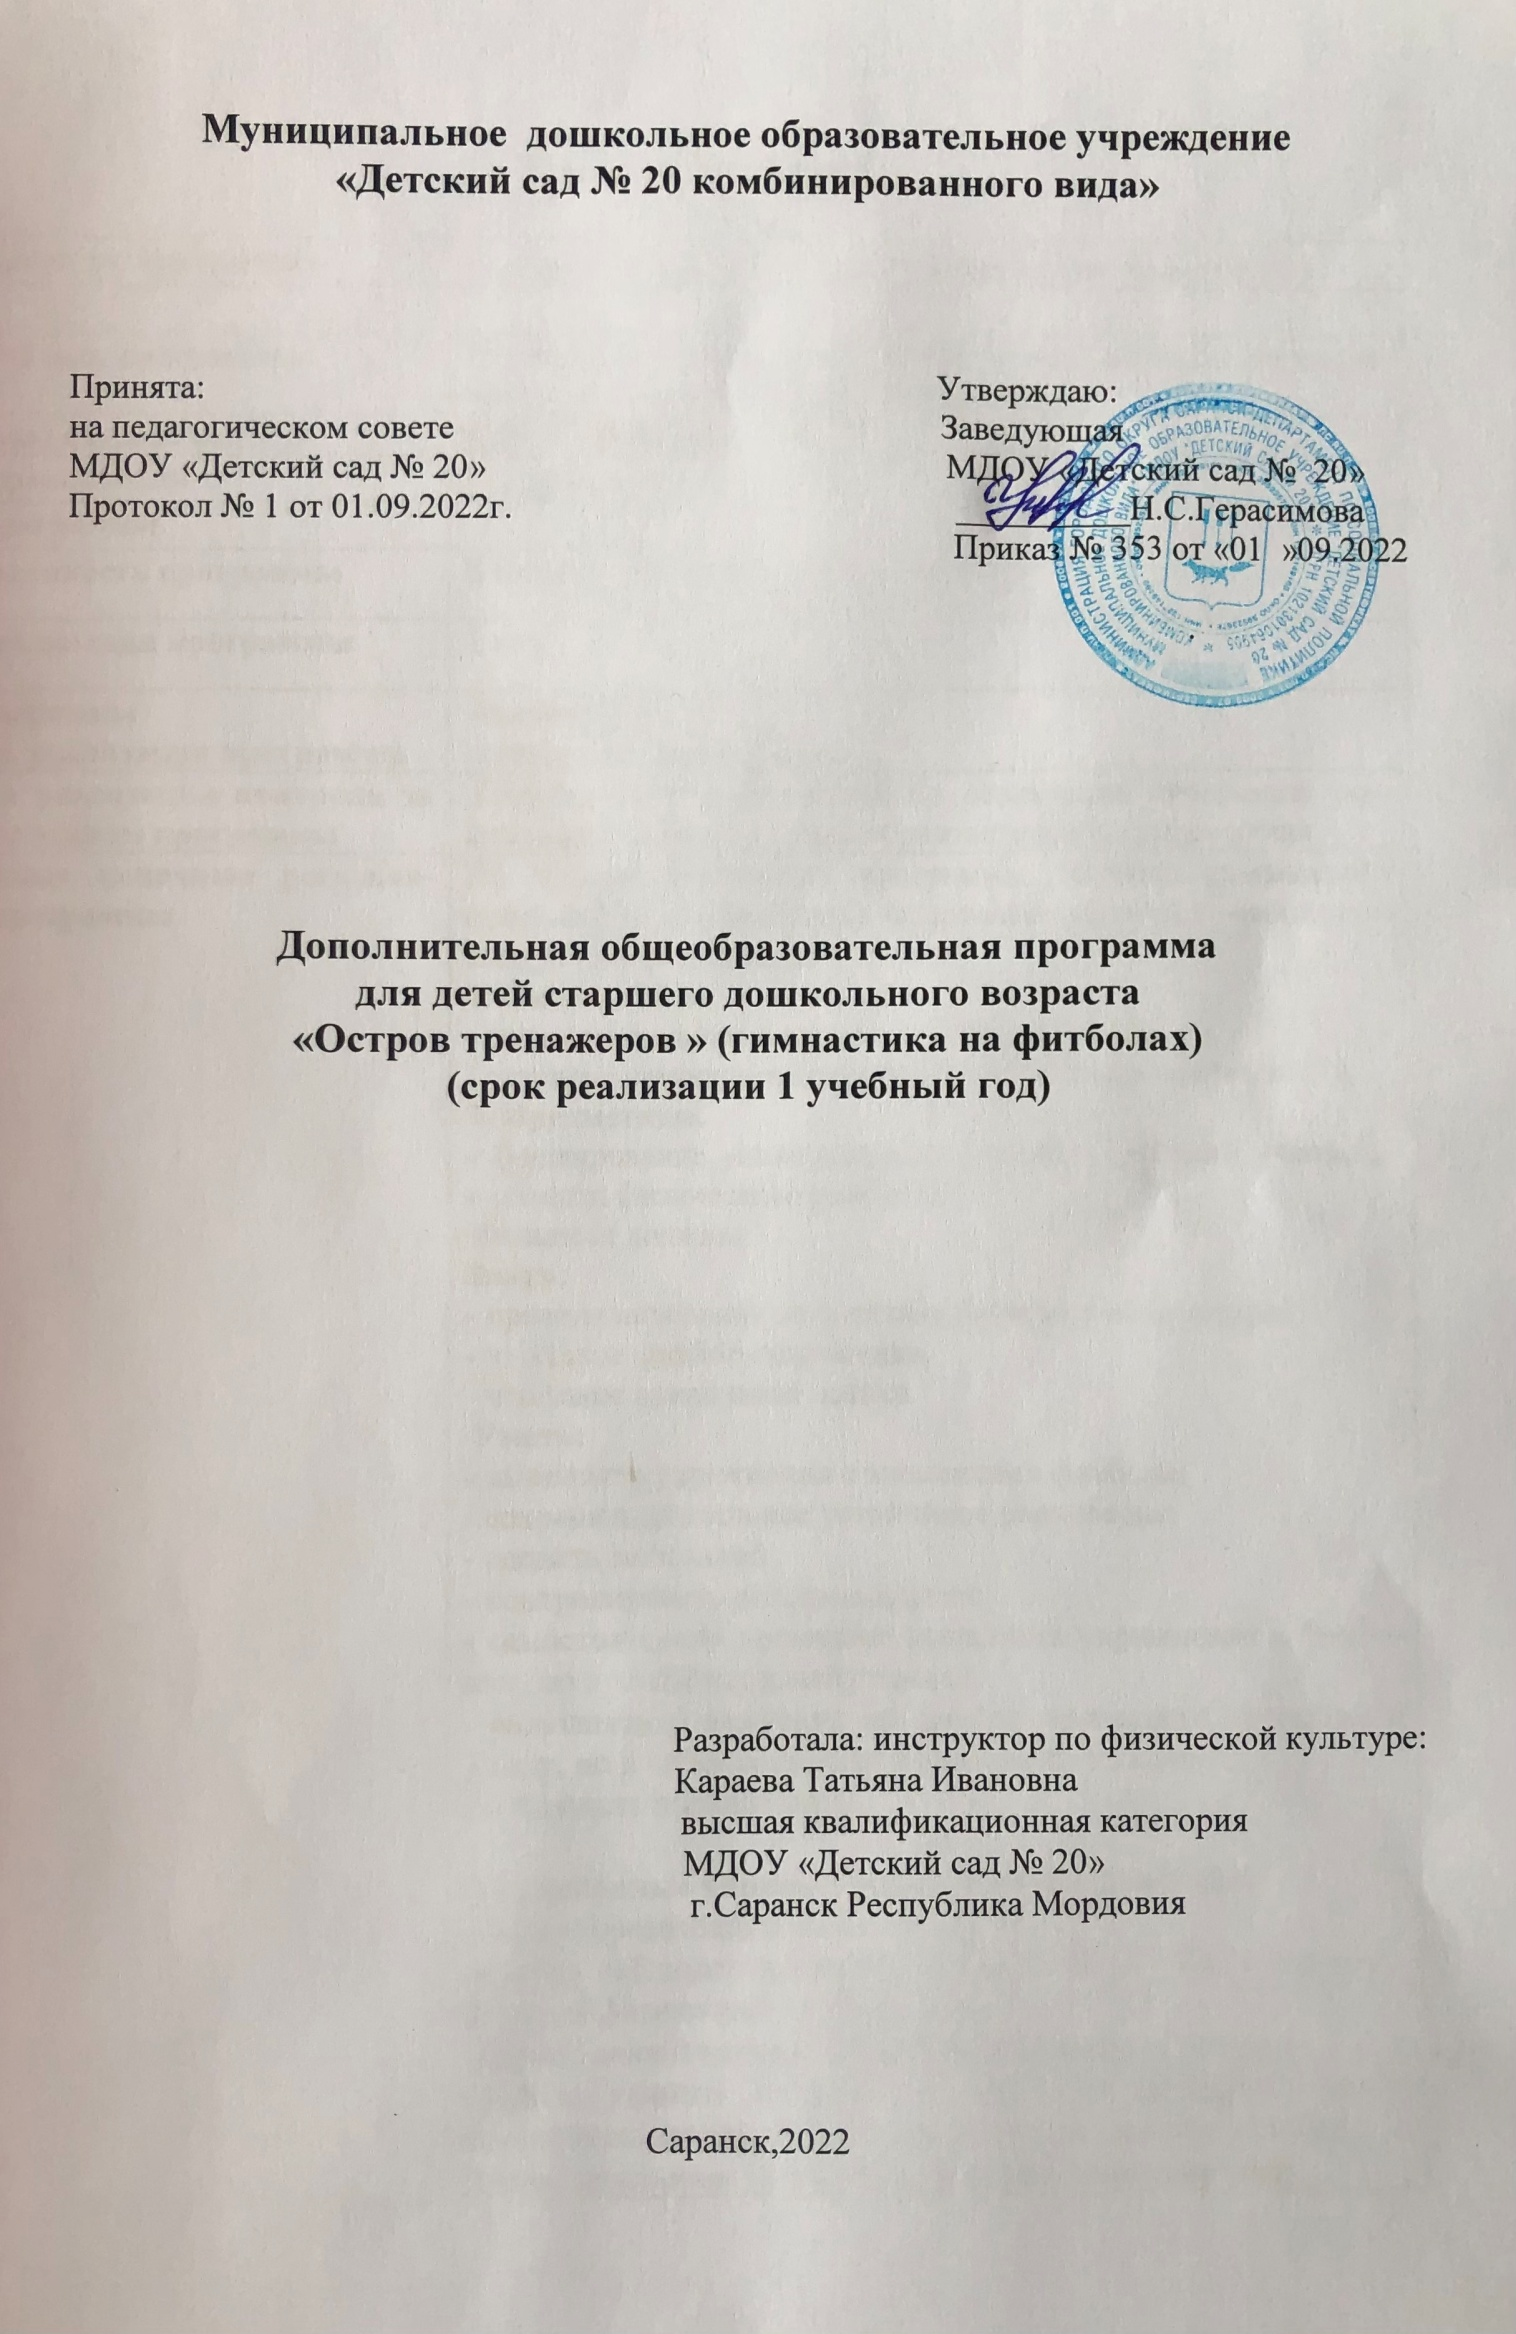 Муниципальное  дошкольное образовательное учреждение
«Детский сад № 20 комбинированного вида»
Принята:
на педагогическом совете
МДОУ «Детский сад № 20»
Протокол № 1 от 01.09.2022г.
Утверждаю:
Заведующая
МДОУ «Детский сад №  20»
__________Н.С.Герасимова
Приказ № 353 от «01  »09.2022
Дополнительная общеобразовательная программа
для детей старшего дошкольного возраста
«Остров тренажеров » (гимнастика на фитболах)
(срок реализации 1 учебный год)
Разработала: инструктор по физической культуре:
Караева Татьяна Ивановна
высшая квалификационная категория
МДОУ «Детский сад № 20»
г.Саранск Республика Мордовия
Саранск,2022